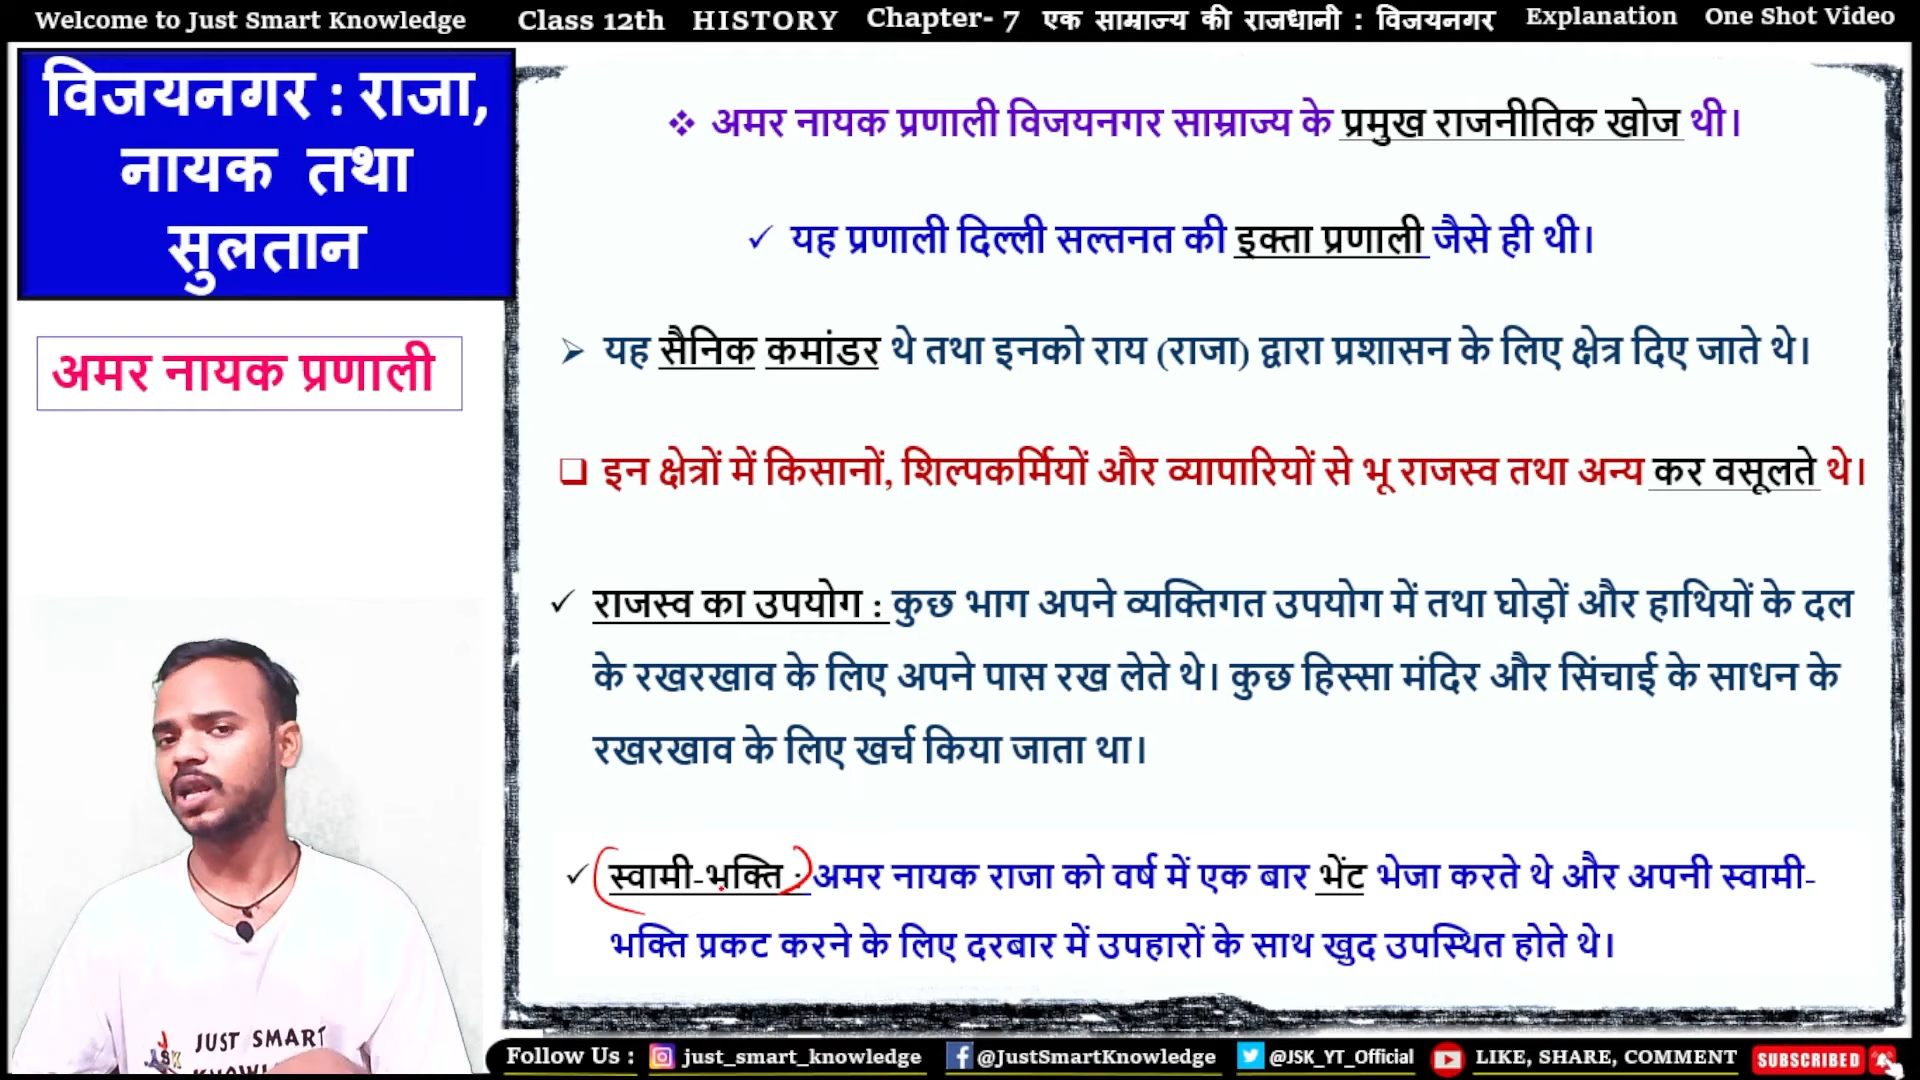 Welcome to Just Smart Knowledge Class 12th HISTORY Chapter- 7 एक साम्राज्य की राजधानी : विजयनगर Explanation One Shot Video
विजयनगर : राजा,
नायक तथा
सुलतान
अमर नायक प्रणाली
❖ अमर नायक प्रणाली विजयनगर साम्राज्य के प्रमुख राजनीतिक खोज थी।
✓ यह प्रणाली दिल्ली सल्तनत की इक्ता प्रणाली जैसे ही थी।
➢ यह सैनिक कमांडर थे तथा इनको राय (राजा) द्वारा प्रशासन के लिए क्षेत्र दिए जाते थे।
❑ इन क्षेत्रों में किसानों, शिल्पकर्मियों और व्यापारियों से भू राजस्व तथा अन्य कर वसूलते थे।
✓ राजस्व का उपयोग : कुछ भाग अपने व्यक्तिगत उपयोग में तथा घोड़ों और हाथियों के दल
के रखरखाव के लिए अपने पास रख लेते थे। कुछ हिस्सा मंदिर और सिंचाई के साधन के
रखरखाव के लिए खर्च किया जाता था।
✓ स्वामी-भक्ति : अमर नायक राजा को वर्ष में एक बार भेंट भेजा करते थे और अपनी स्वामी-
भक्ति प्रकट करने के लिए दरबार में उपहारों के साथ खुद उपस्थित होते थे।
JSK JUST SMART
Follow Us : just_smart_knowledge @JustSmartKnowledge @JSK_YT_Official LIKE, SHARE, COMMENT SUBSCRIBED